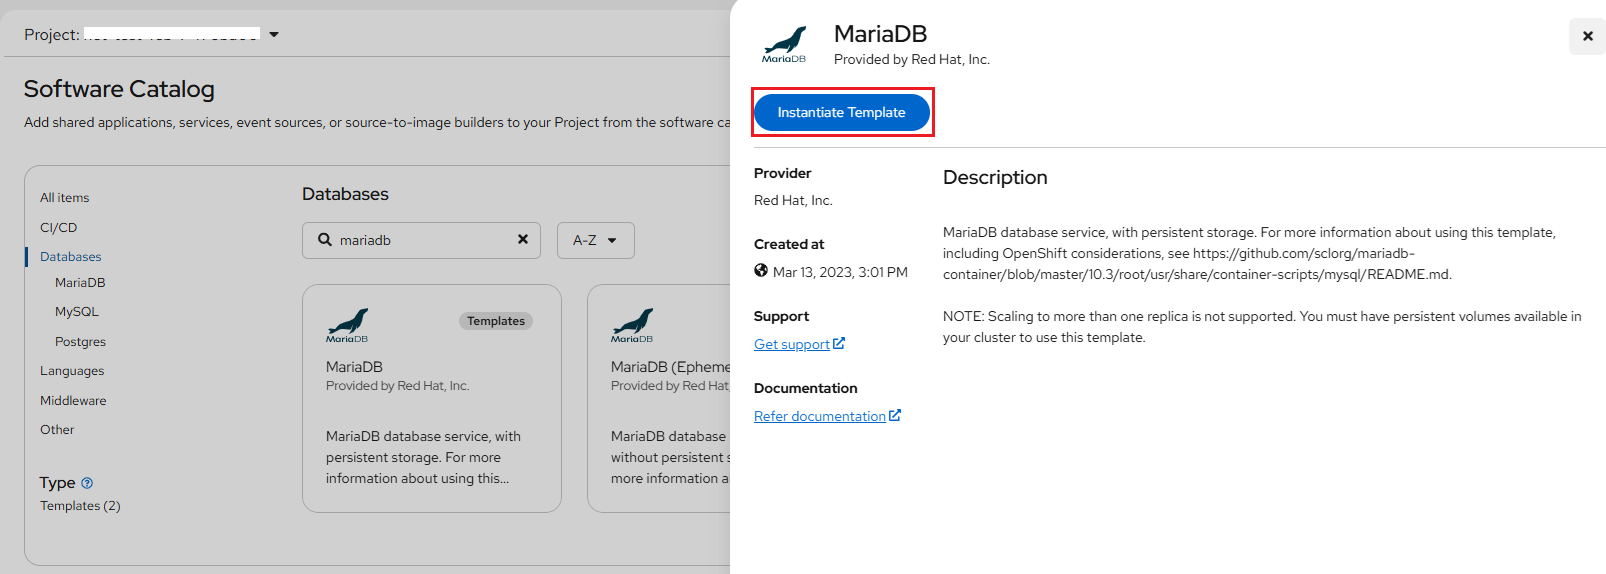 Project:
Software Catalog
Add shared applications, services, event sources, or source-to-image builders to your Project from the software ca
All items
CI/CD
Databases
MariaDB
MySQL
Postgres
Languages
Middleware
Other
Type
Templates (2)
Databases
mariadb
A-Z
MariaDB
Templates
MariaDB
Provided by Red Hat, Inc.
MariaDB database service, with
persistent storage. For more
information about using this...
MariaDB
MariaDB (Epheme
Provided by Red Hat,
MariaDB database
without persistent s
more information a
MariaDB
MariaDB
Provided by Red Hat, Inc.
Instantiate Template
Provider
Red Hat, Inc.
Created at
Mar 13, 2023, 3:01 PM
Support
Get support
Documentation
Refer documentation
Description
MariaDB database service, with persistent storage. For more information about using this template,
including OpenShift considerations, see https://github.com/sclorg/mariadb-
container/blob/master/10.3/root/usr/share/container-scripts/mysql/README.md.
NOTE: Scaling to more than one replica is not supported. You must have persistent volumes available in
your cluster to use this template.